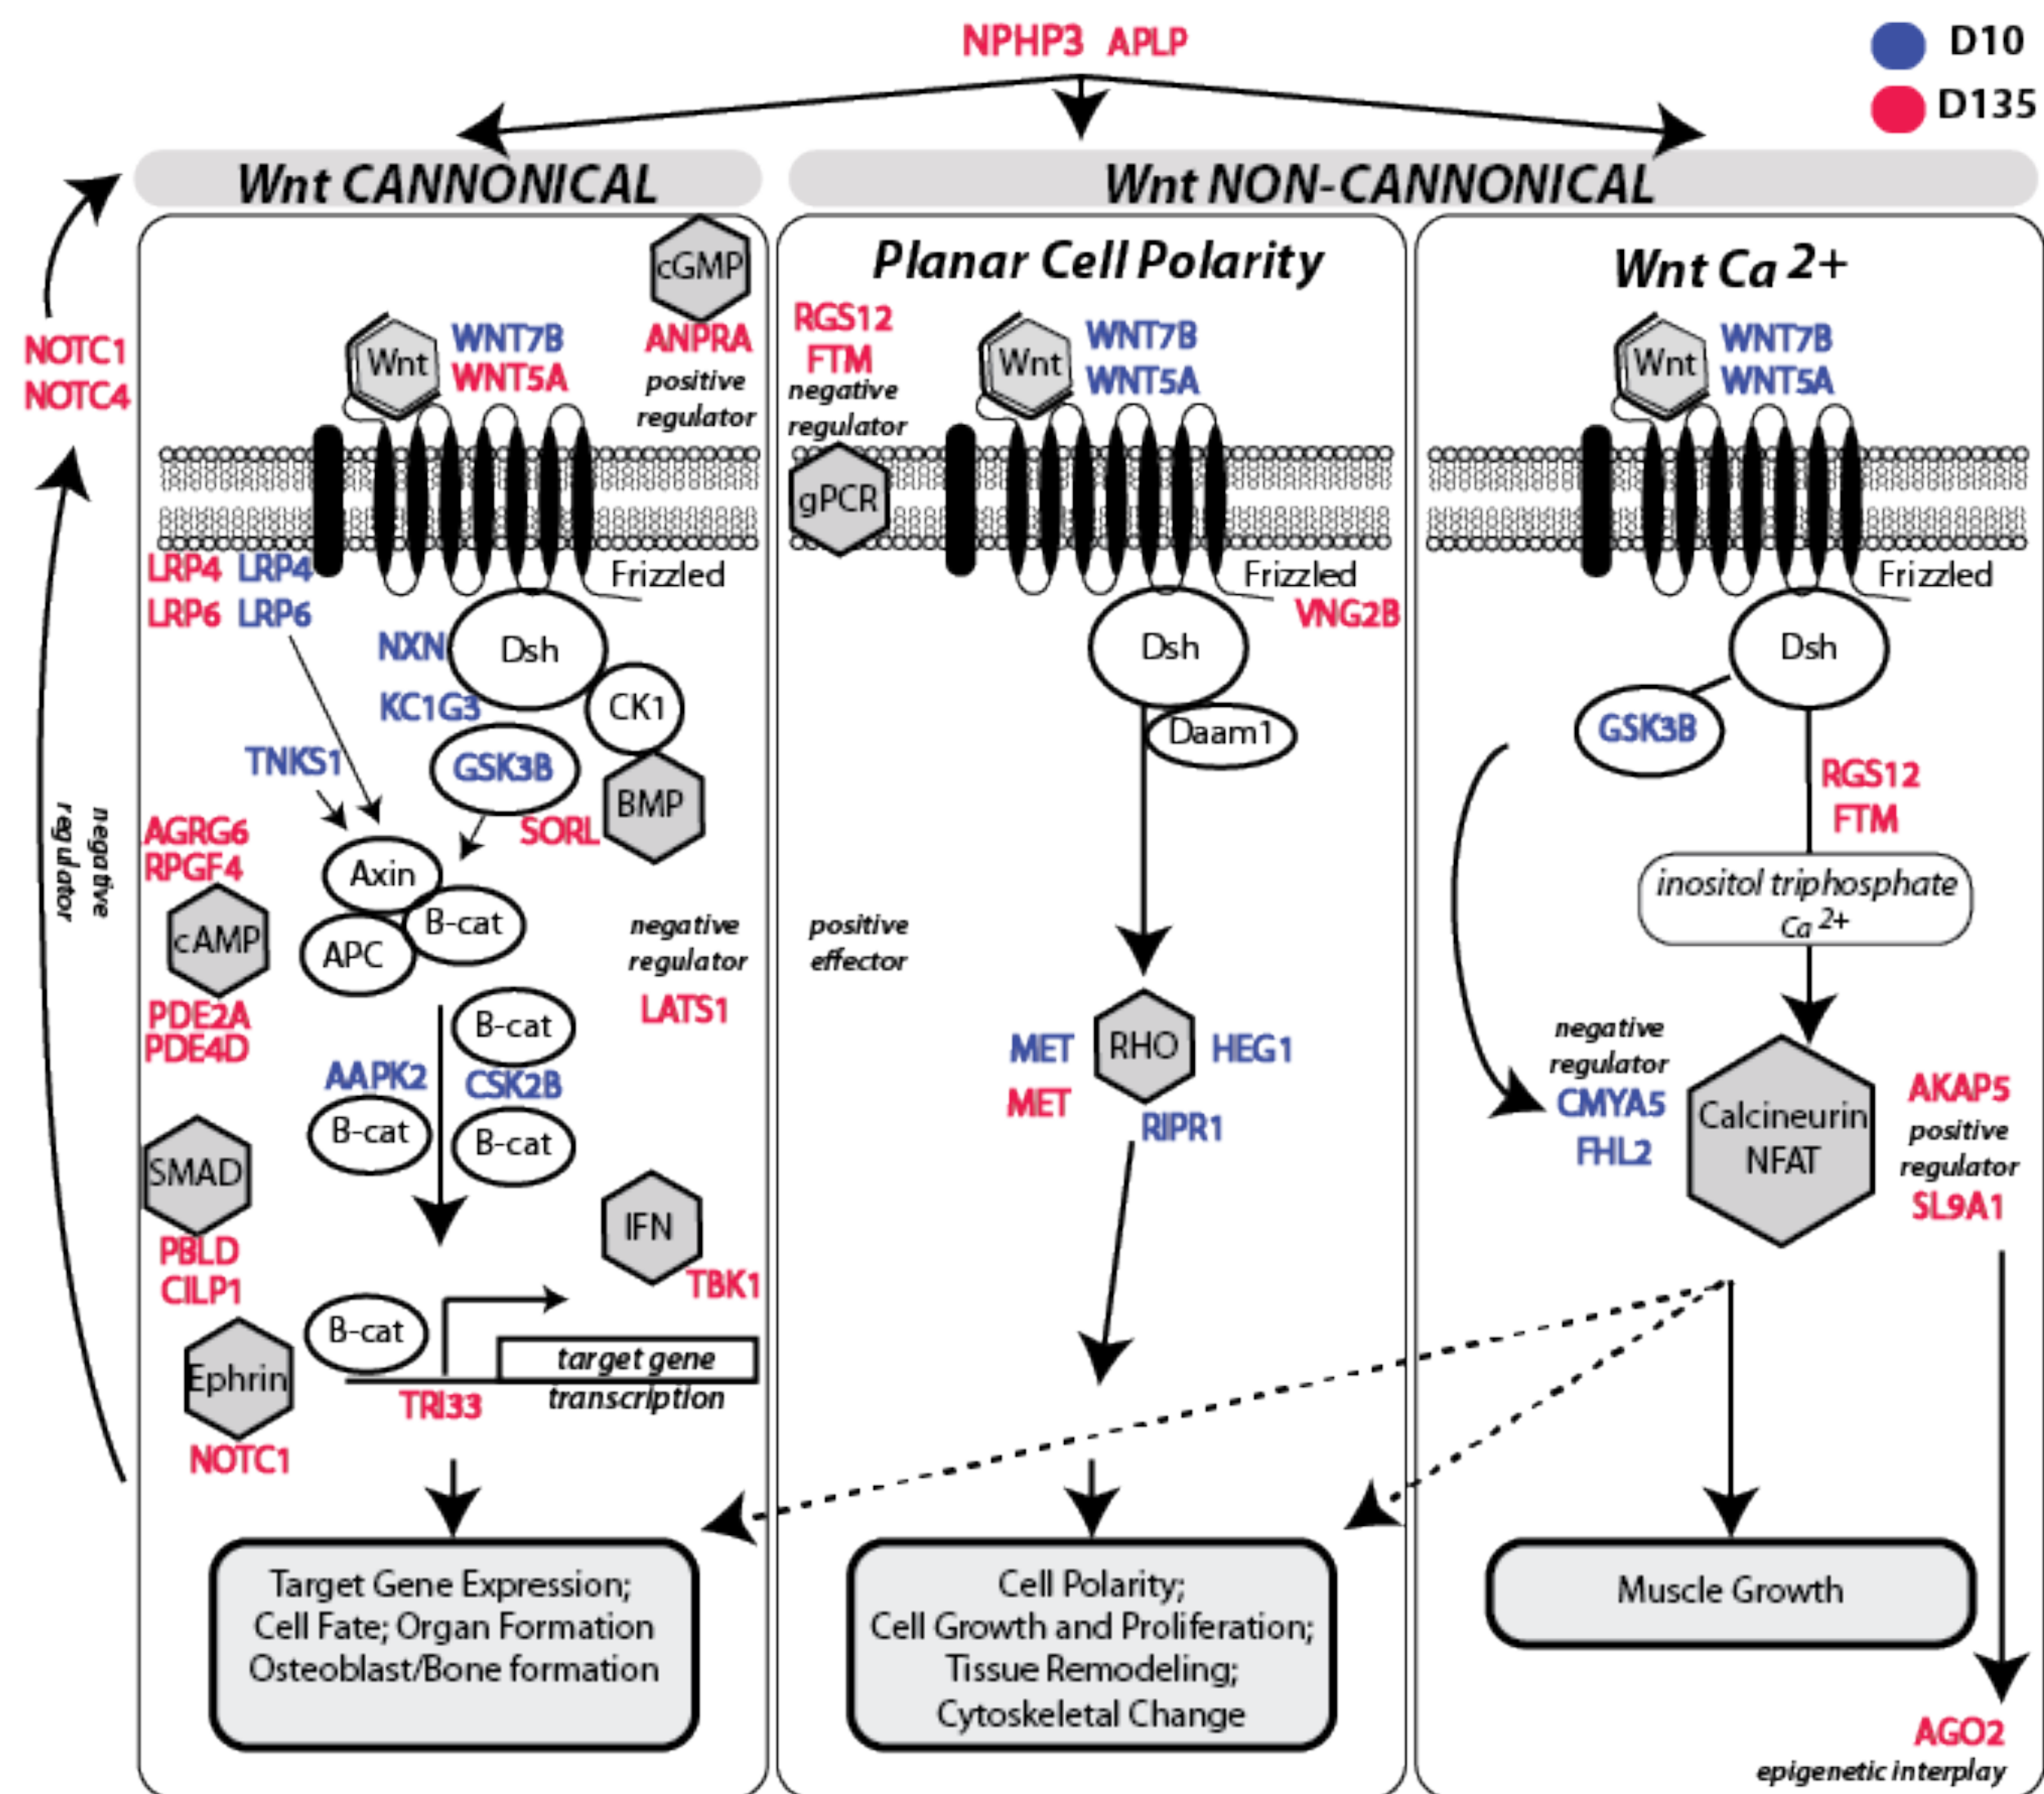 NPHP3 APLP
D10
D135
Wnt CANNONICAL
Wnt NON-CANNONICAL
NOTC1
NOTC4
negative
regulator
cGMP
ANPRA
positive
regulator
Wnt
WNT7B
WNT5A
Frizzled
LRP4 LRP4
LRP6 LRP6
NXN
Dsh
KC1G3
CK1
TNKS1
GSK3B
BMP
SORL
AGRG6
RPGF4
cAMP
PDE2A
PDE4D
Axin
B-cat
APC
negative
regulator
LATS1
B-cat
AAPK2
CSK2B
B-cat
B-cat
SMAD
PBLD
CILP1
IFN
TBK1
Ephrin
NOTC1
B-cat
TRI33
target gene
transcription
Target Gene Expression;
Cell Fate; Organ Formation
Osteoblast/Bone formation
Planar Cell Polarity
RGS12
FTM
negative
regulator
gPCR
Wnt
WNT7B
WNT5A
Frizzled
VNG2B
Dsh
Daam1
positive
effector
MET
RHO
HEG1
MET
RIPR1
Cell Polarity;
Cell Growth and Proliferation;
Tissue Remodeling;
Cytoskeletal Change
Wnt Ca 2+
Wnt
WNT7B
WNT5A
Frizzled
Dsh
GSK3B
RGS12
FTM
inositol triphosphate
Ca 2+
negative
regulator
CMYA5
FHL2
Calcineurin
NFAT
AKAP5
positive
regulator
SL9A1
Muscle Growth
AGO2
epigenetic interplay